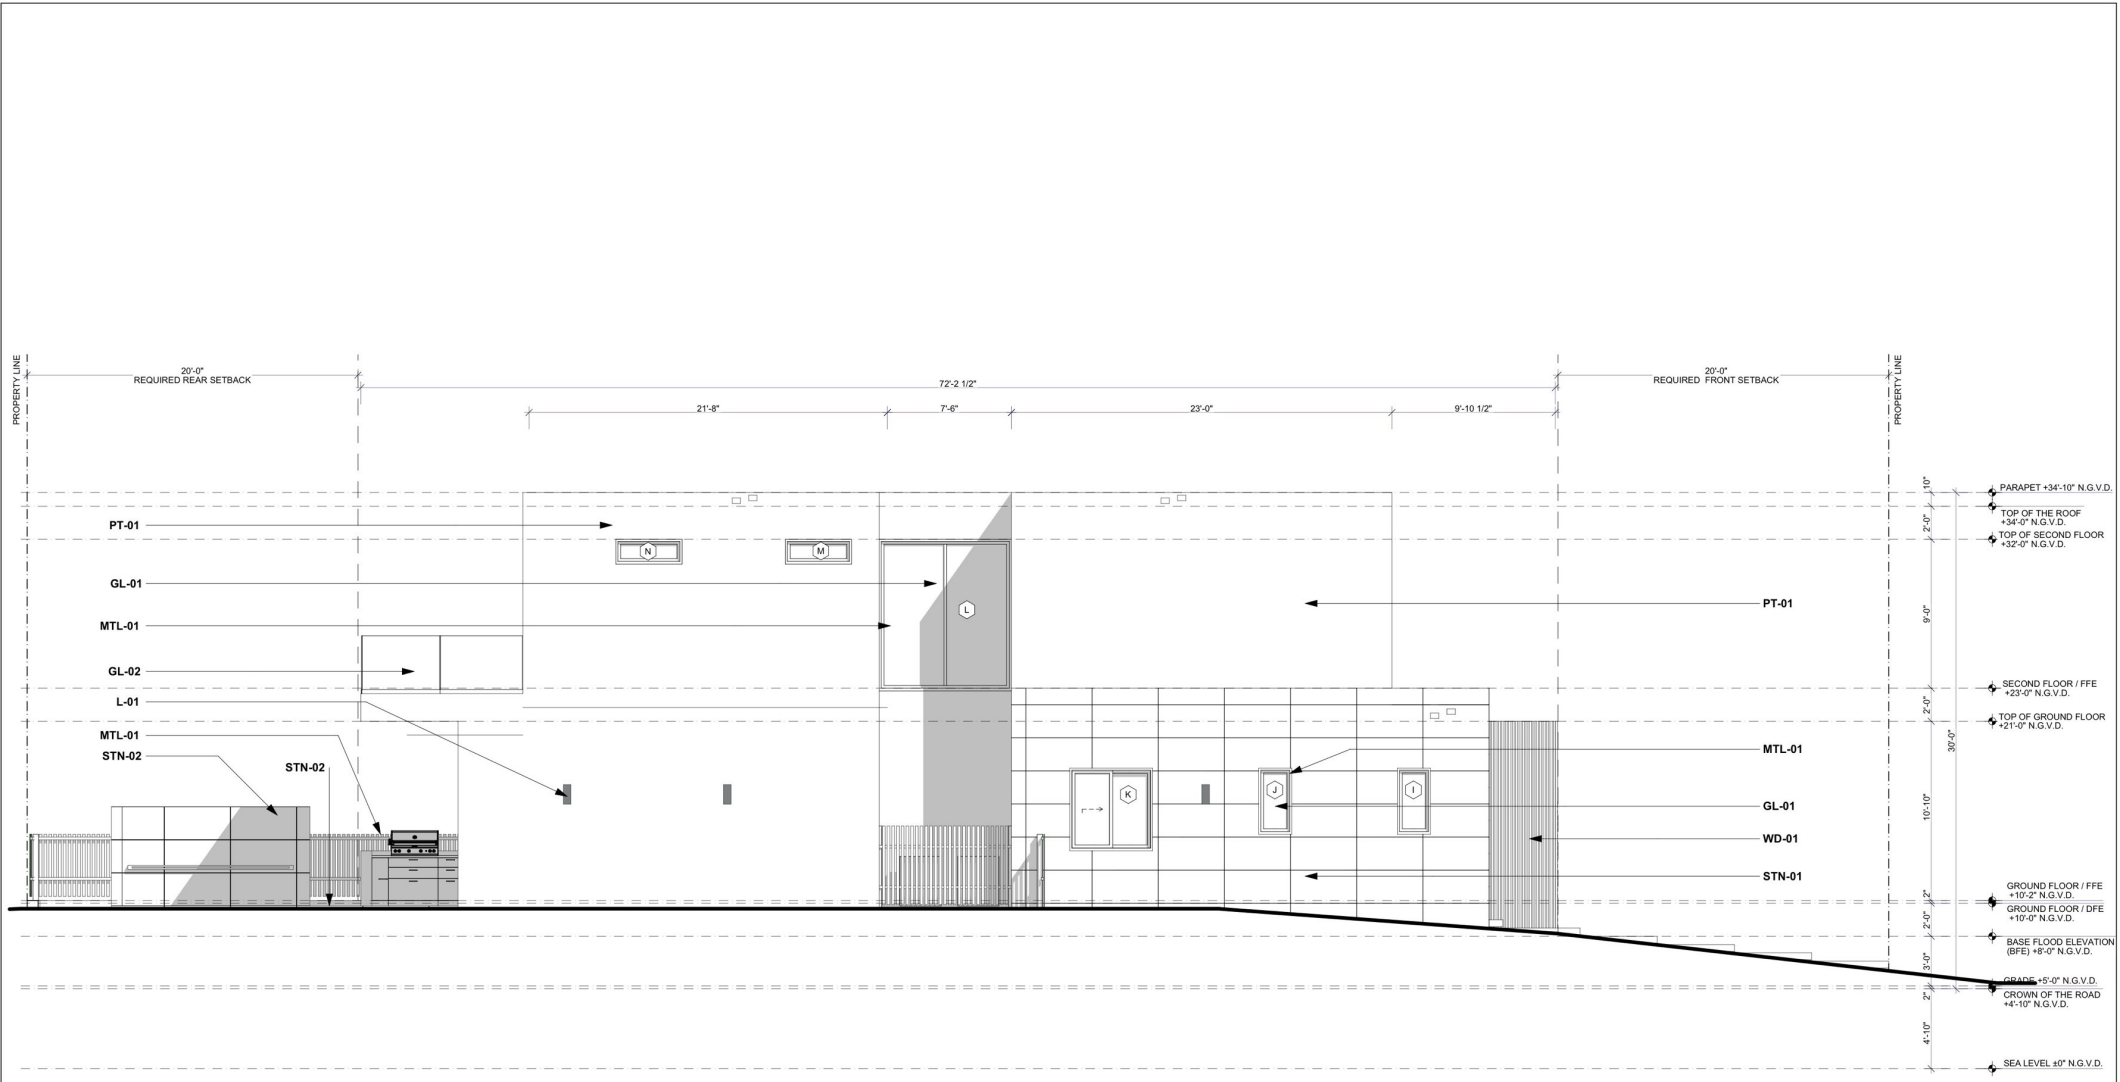 PROPERTY LINE
20'-0"
REQUIRED REAR SETBACK
72'-2 1/2"
20'-0"
REQUIRED FRONT SETBACK
PROPERTY LINE
21'-8"
7'-6"
23'-0"
9'-10 1/2"
PT-01
GL-01
MTL-01
GL-02
L-01
MTL-01
STN-02
STN-02
N
M
L
K
J
I
PT-01
MTL-01
GL-01
WD-01
STN-01
10"
2'-0"
9'-0"
2'-0"
10'-10"
2"
2'-0"
3'-0"
2"
4'-10"
30'-0"
PARAPET +34'-10" N.G.V.D.
TOP OF THE ROOF
+34'-0" N.G.V.D.
TOP OF SECOND FLOOR
+32'-0" N.G.V.D.
SECOND FLOOR / FFE
+23'-0" N.G.V.D.
TOP OF GROUND FLOOR
+21'-0" N.G.V.D.
GROUND FLOOR / FFE
+10'-2" N.G.V.D.
GROUND FLOOR / DFE
+10'-0" N.G.V.D.
BASE FLOOD ELEVATION
(BFE) +8'-0" N.G.V.D.
GRADE +5'-0" N.G.V.D.
CROWN OF THE ROAD
+4'-10" N.G.V.D.
SEA LEVEL ±0" N.G.V.D.